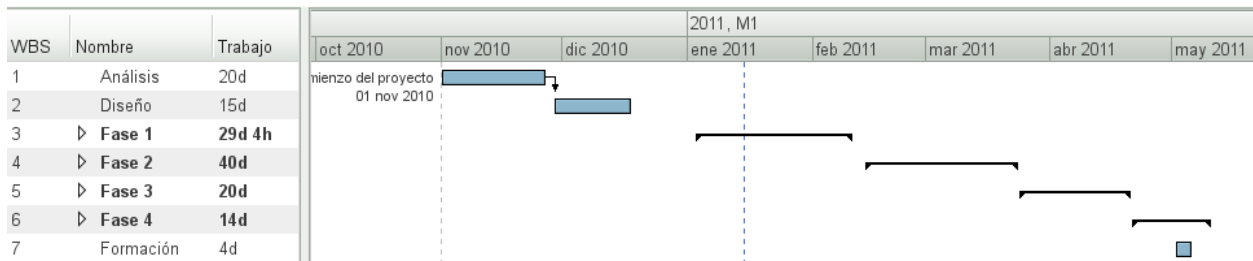 2011, M1
WBS Nombre Trabajo oct 2010 nov 2010 dic 2010 ene 2011 feb 2011 mar 2011 abr 2011 may 2011
1 Análisis 20d mienzo del proyecto
01 nov 2010
2 Diseño 15d
3 Fase 1 29d 4h
4 Fase 2 40d
5 Fase 3 20d
6 Fase 4 14d
7 Formación 4d